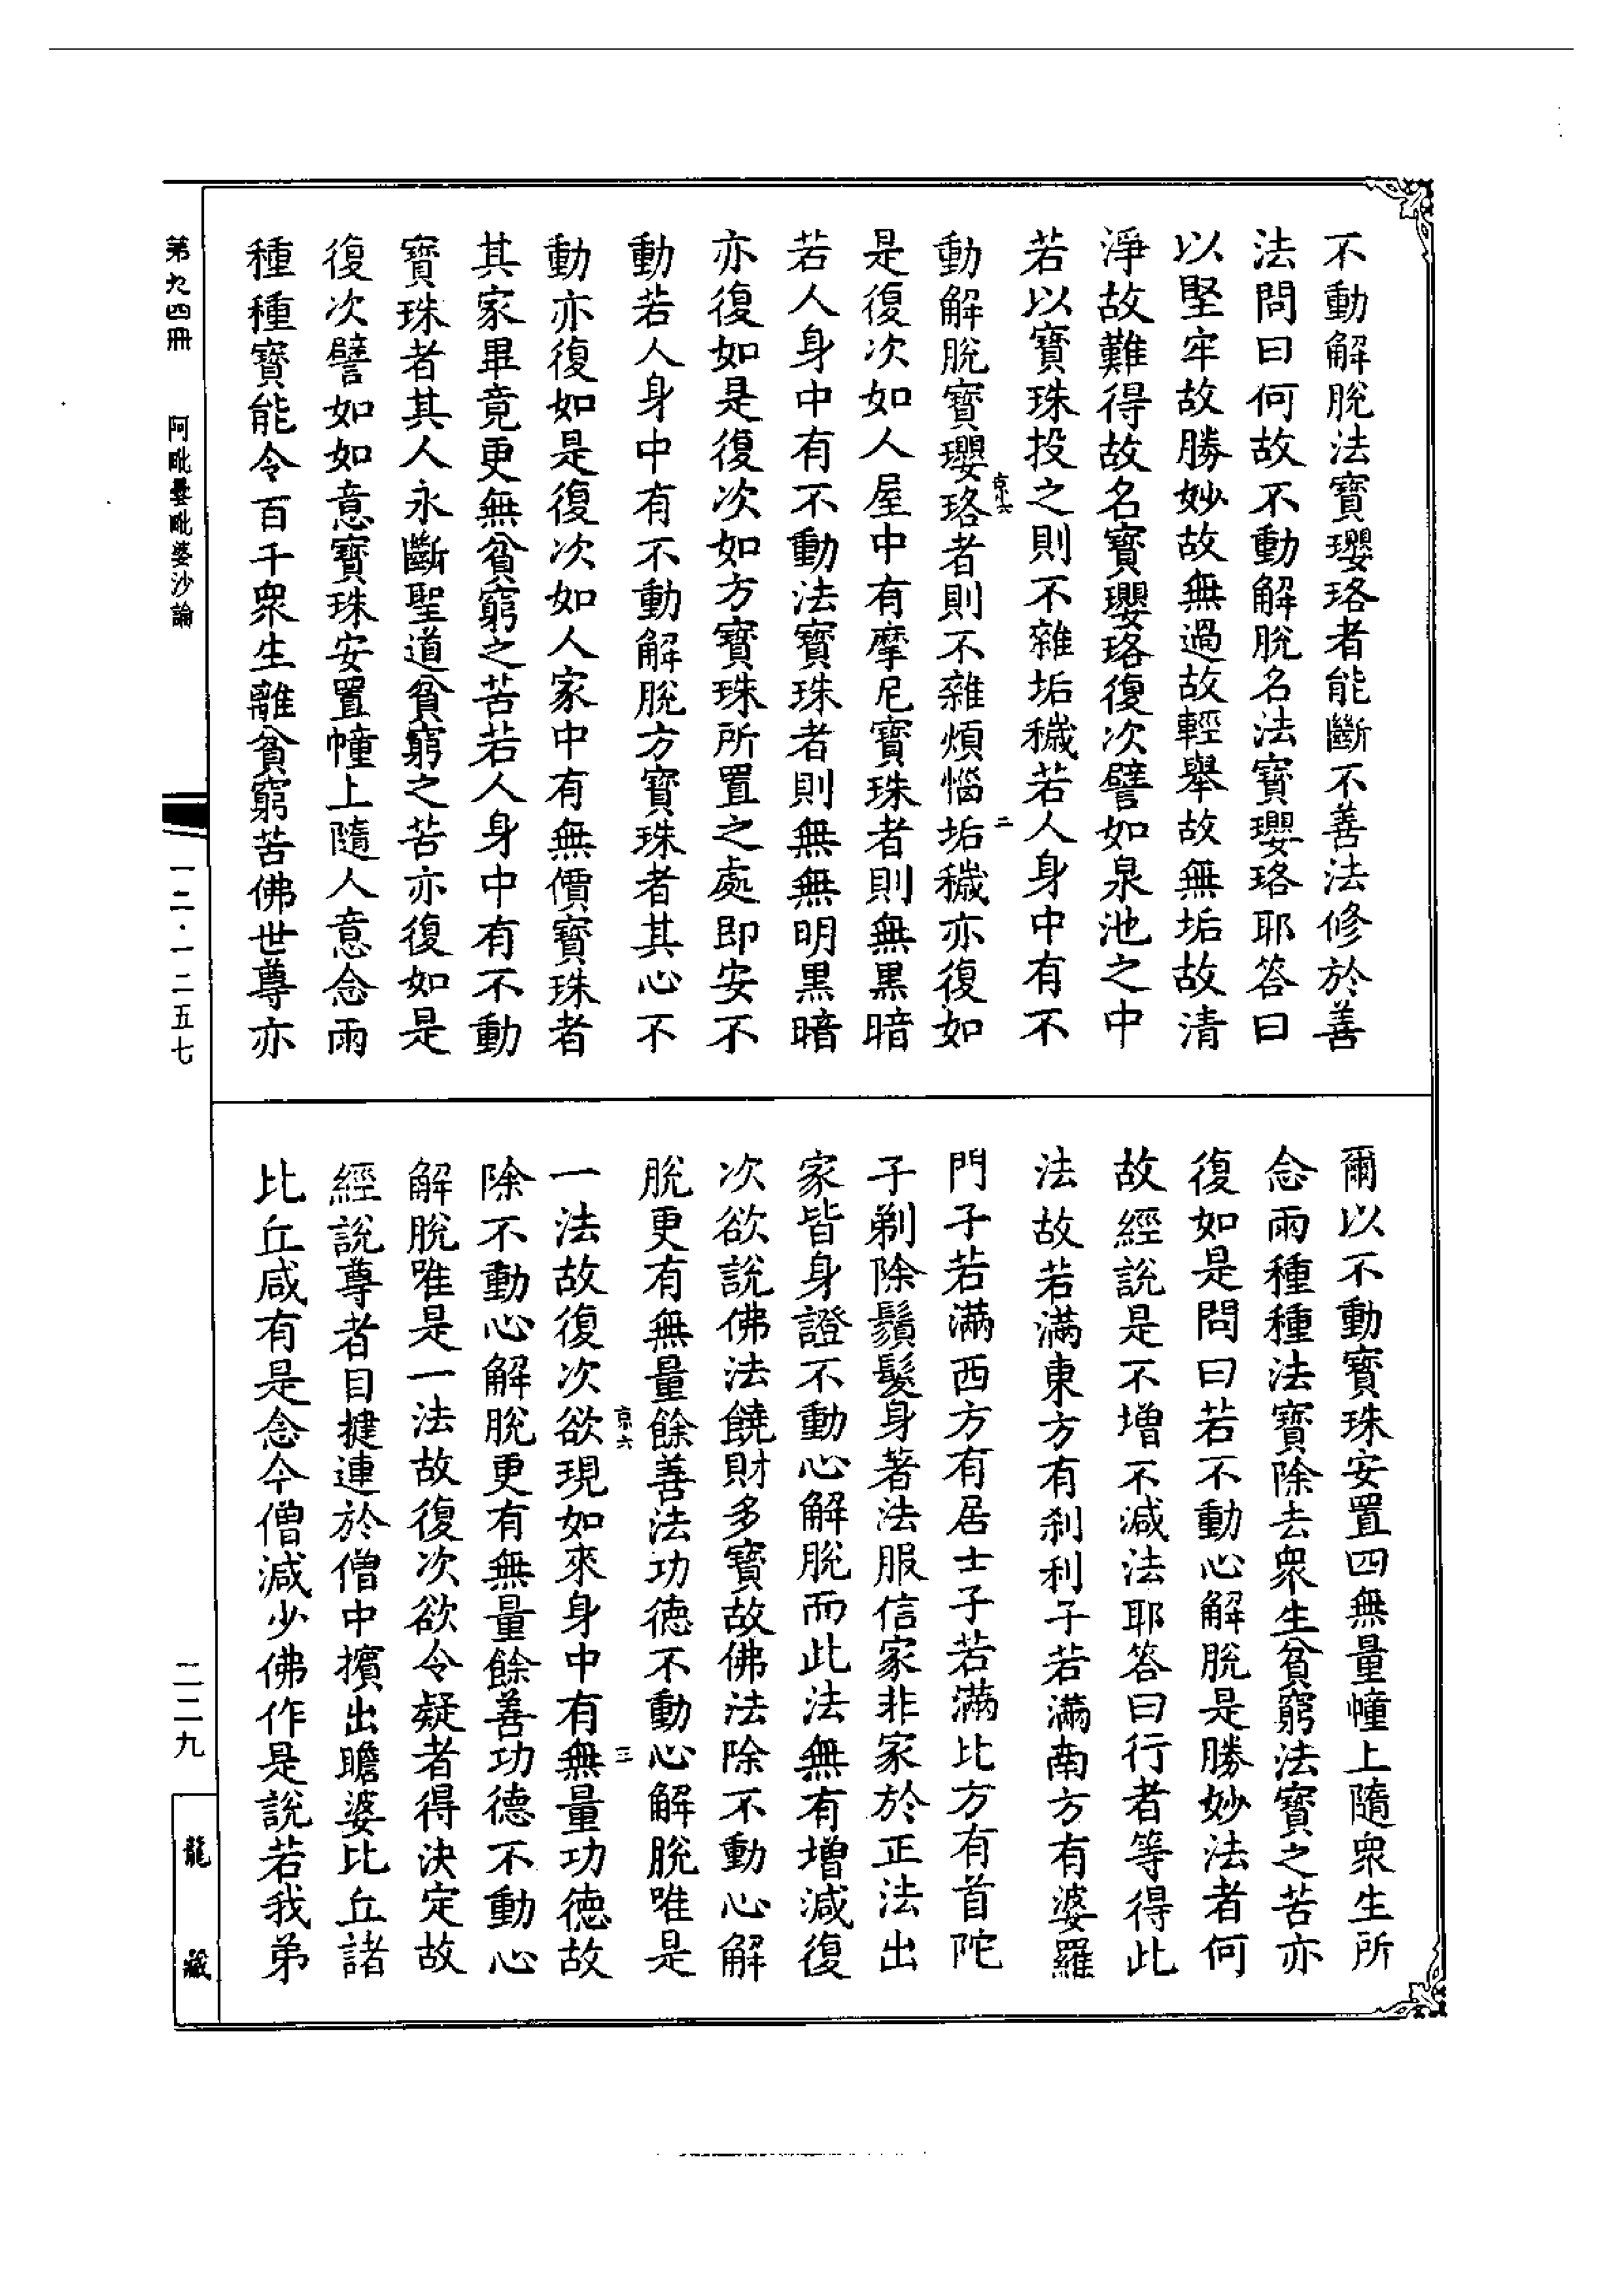 不動解脫法寶瓔珞者能斷不善法修於善
法問曰何故不動解脫名法寶瓔珞耶答曰
以堅牢故勝妙故無過故輕舉故無垢故清
淨故難得故名寶瓔珞復次譬如泉池之中
若以寶珠投之則不雜垢穢若人身中有不
動解脫寶瓔珞者則不雜煩惱垢穢亦復如
是復次如人屋中有摩尼寶珠者則無黑暗
若人身中有不動法寶珠者則無無明黑暗
亦復如是復次如方寶珠所置之處即安不
動若人身中有不動解脫方寶珠者其心不
動亦復如是復次如人家中有無價寶珠者
其家畢竟更無貧窮之苦若人身中有不動
寶珠者其人永斷聖道貧窮之苦亦復如是
復次譬如如意寶珠安置幢上隨人意念雨
種種寶能令百千眾生離貧窮苦佛世尊亦
爾以不動寶珠安置四無量幢上隨眾生所
念雨種種法寶除去眾生貧窮法寶之苦亦
復如是問曰若不動心解脫是勝妙法者何
故經說是不增不減法耶答曰行者等得此
法故若滿東方有剎利子若滿南方有婆羅
門子若滿西方有居士子若滿比方有首陀
子剃除鬚髮身著法服信家非家於正法出
家皆身證不動心解脫而此法無有增減復
次欲說佛法饒財多寶故佛法除不動心解
脫更有無量餘善法功德不動心解脫唯是
一法故復次欲現如來身中有無量功德故
除不動心解脫更有無量餘善功德不動心
解脫唯是一法故復次欲令疑者得決定故
經說尊者目揵連於僧中擯出瞻婆比丘諸
比丘咸有是念今僧減少佛作是說若我弟
京六
二
京六
三
第九四冊 阿毗曇毗婆沙論
一二·一二五七
二二九
龍藏